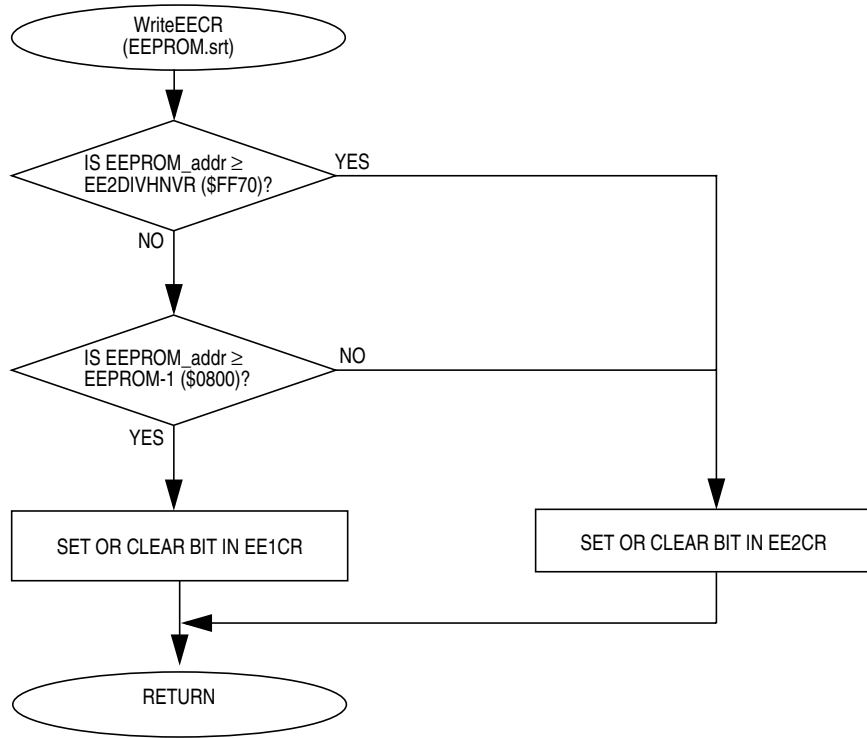 WriteEECR
(EEPROM.srt)
IS EEPROM_addr ≥
EE2DIVHNVR ($FF70)?
YES
NO
IS EEPROM_addr ≥
EEPROM-1 ($0800)?
NO
YES
SET OR CLEAR BIT IN EE1CR
SET OR CLEAR BIT IN EE2CR
RETURN